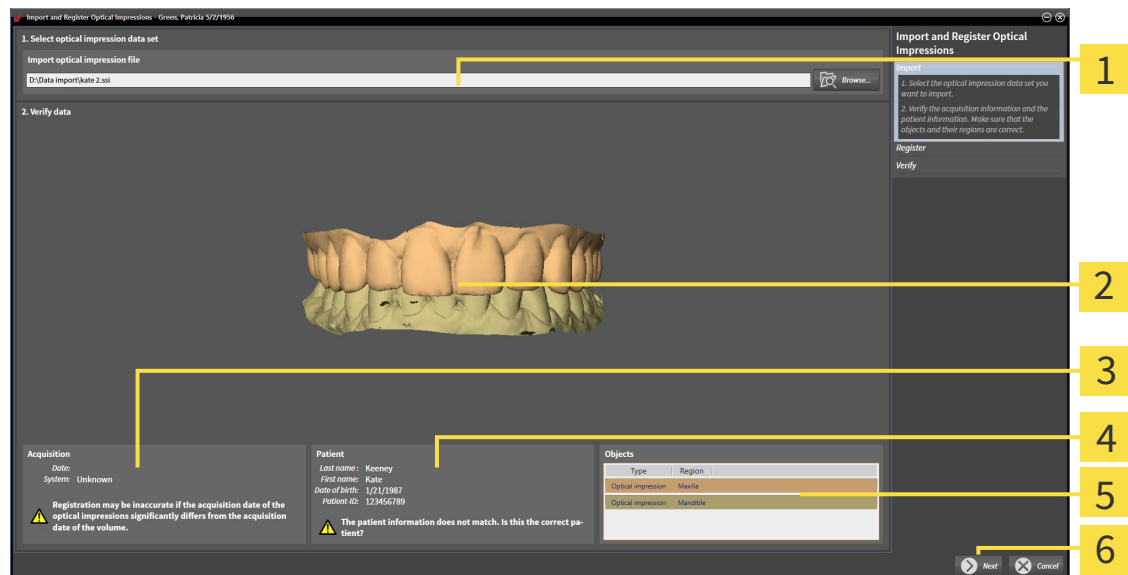 Import and Register Optical Impressions - Green, Patricia 5/2/1956
1. Select optical impression data set
Import optical impression file
D:\Data import\kate 2.ssi
Browse...
2. Verify data
Import and Register Optical
Impressions
Import
1. Select the optical impression data set you
want to import.
2. Verify the acquisition information and the
patient information. Make sure that the
objects and their regions are correct.
Register
Verify
1
2
3
4
5
6
Acquisition
Date:
System: Unknown
Registration may be inaccurate if the acquisition date of the
optical impressions significantly differs from the acquisition
date of the volume.
Patient
Last name: Keeney
First name: Kate
Date of birth: 1/21/1987
Patient-ID: 123456789
The patient information does not match. Is this the correct pa-
tient?
Objects
Type Region
Optical impression Maxilla
Optical impression Mandible
Next
Cancel